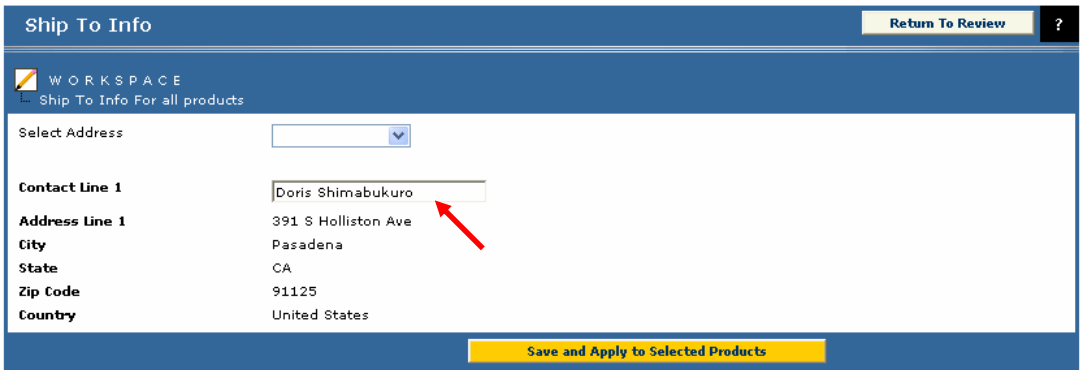 Ship To Info
Return To Review
?
WORKSPACE
Ship To Info For all products
Select Address
Contact Line 1 Doris Shimabukuro
Address Line 1 391 S Holliston Ave
City Pasadena
State CA
Zip Code 91125
Country United States
Save and Apply to Selected Products